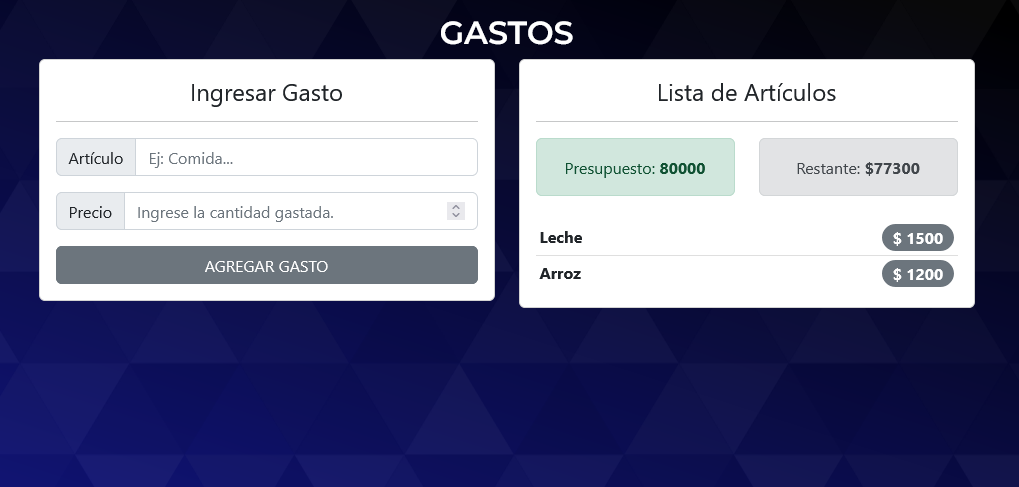 GASTOS
Ingresar Gasto
Artículo Ej: Comida...
Precio Ingrese la cantidad gastada.
AGREGAR GASTO
Lista de Artículos
Presupuesto: 80000
Restante: $77300
Leche $ 1500
Arroz $ 1200